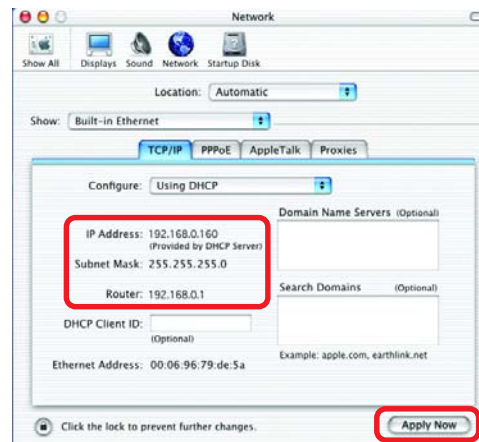 Network
Show All Displays Sound Network Startup Disk
Location: Automatic
Show: Built-in Ethernet
TCP/IP PPPoE AppleTalk Proxies
Configure: Using DHCP
Domain Name Servers (Optional)
IP Address: 192.168.0.160
(Provided by DHCP Server)
Subnet Mask: 255.255.255.0
Router: 192.168.0.1
Search Domains (Optional)
DHCP Client ID:
(Optional)
Example: apple.com, earthlink.net
Ethernet Address: 00:06:96:79:de:5a
Click the lock to prevent further changes.
Apply Now